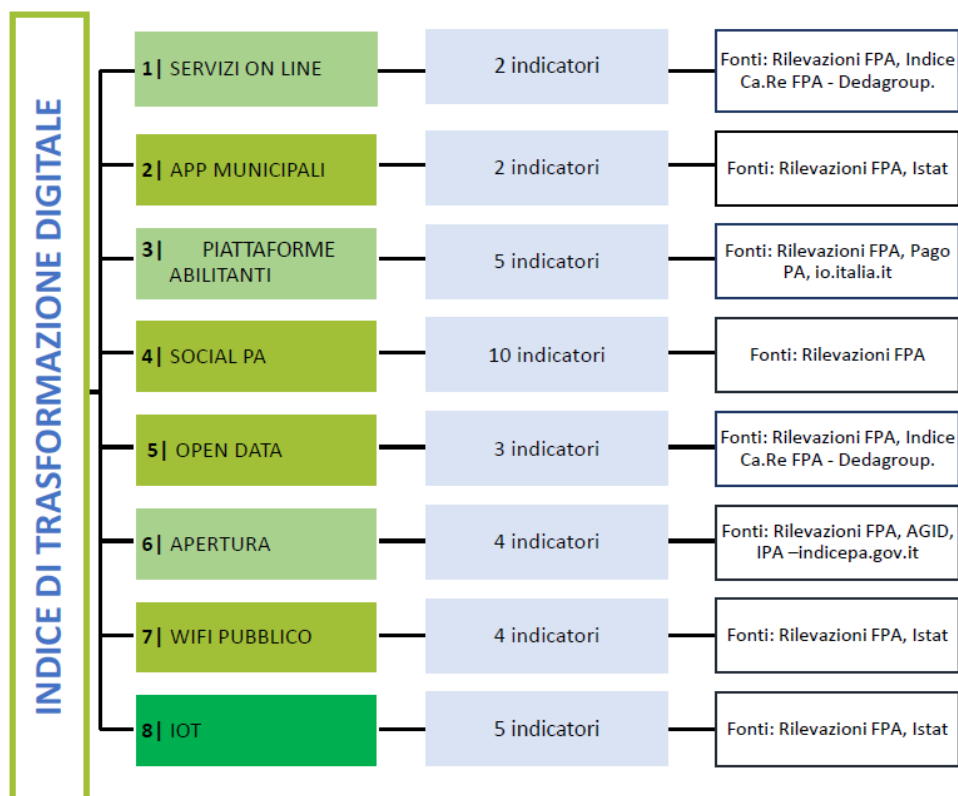 INDICE DI TRASFORMAZIONE DIGITALE
1| SERVIZI ON LINE
2 indicatori
Fonti: Rilevazioni FPA, Indice
Ca.Re FPA - Dedagroup.
2| APP MUNICIPALI
2 indicatori
Fonti: Rilevazioni FPA, Istat
3| PIATTAFORME
ABILITANTI
5 indicatori
Fonti: Rilevazioni FPA, Pago
PA, io.italia.it
4| SOCIAL PA
10 indicatori
Fonti: Rilevazioni FPA
5| OPEN DATA
3 indicatori
Fonti: Rilevazioni FPA, Indice
Ca.Re FPA - Dedagroup.
6| APERTURA
4 indicatori
Fonti: Rilevazioni FPA, AGID,
IPA –indicepa.gov.it
7| WIFI PUBBLICO
4 indicatori
Fonti: Rilevazioni FPA, Istat
8| IOT
5 indicatori
Fonti: Rilevazioni FPA, Istat